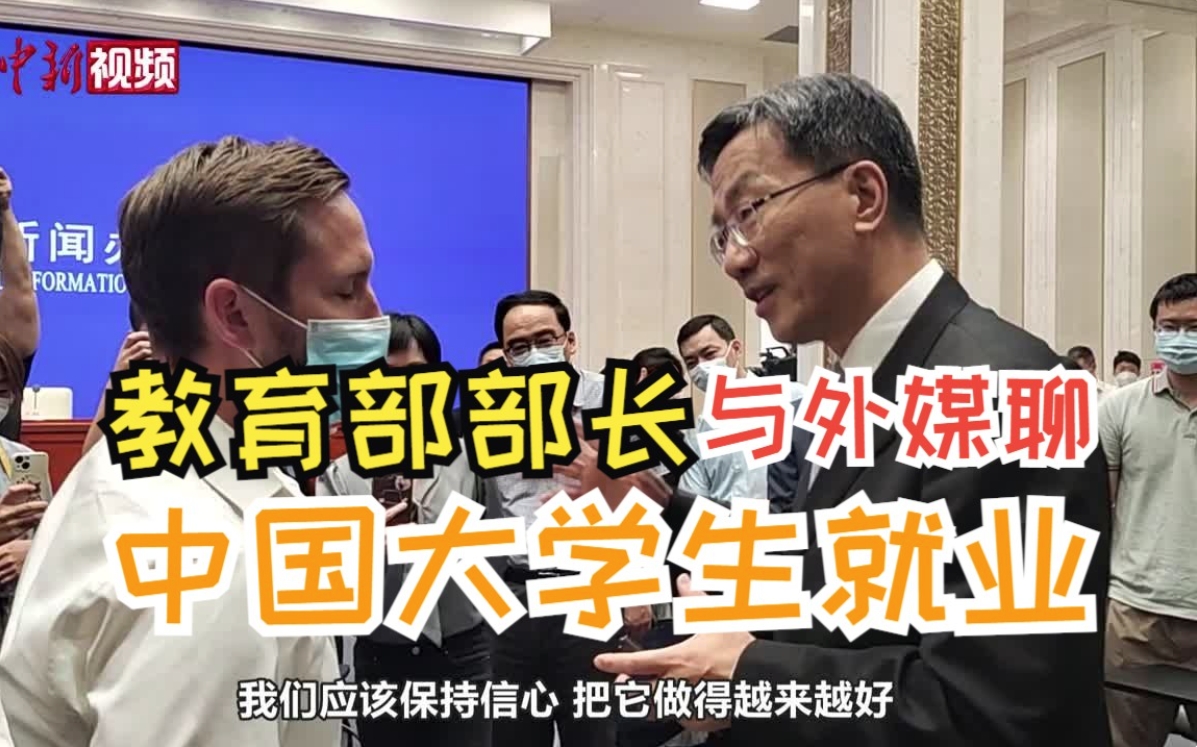 中新视频
新闻办
FORMATIO
教育部部长与外媒聊
中国大学生就业
我们应该保持信心 把它做得越来越好